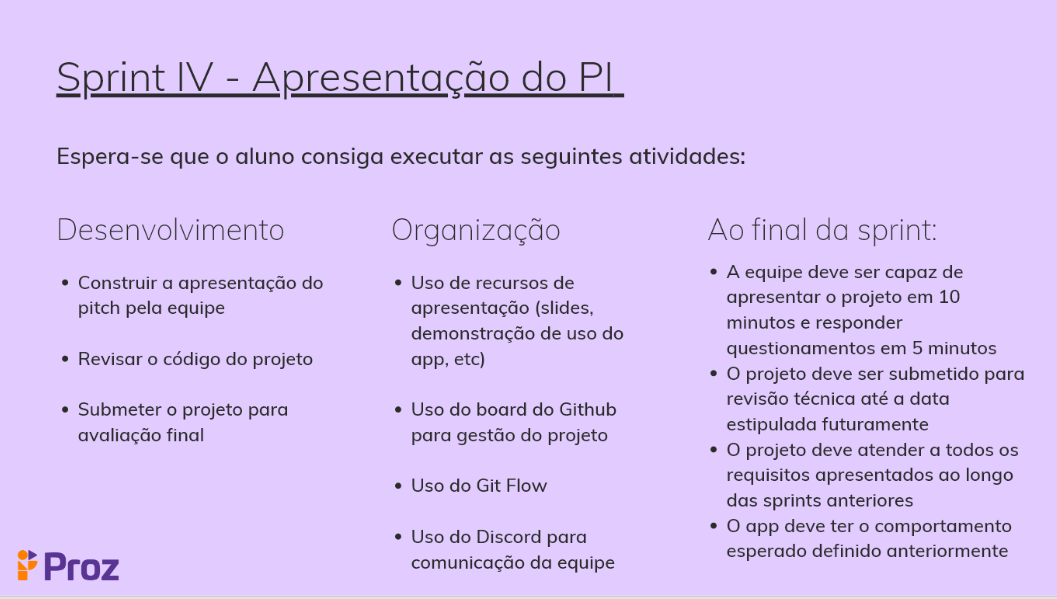 Sprint IV - Apresentação do PI
Espera-se que o aluno consiga executar as seguintes atividades:
Desenvolvimento
• Construir a apresentação do
pitch pela equipe
• Revisar o código do projeto
• Submeter o projeto para
avaliação final
Organização
• Uso de recursos de
apresentação (slides,
demonstração de uso do
app, etc)
• Uso do board do Github
para gestão do projeto
• Uso do Git Flow
• Uso do Discord para
comunicação da equipe
Ao final da sprint:
• A equipe deve ser capaz de
apresentar o projeto em 10
minutos e responder
questionamentos em 5 minutos
• O projeto deve ser submetido para
revisão técnica até a data
estipulada futuramente
• O projeto deve atender a todos os
requisitos apresentados ao longo
das sprints anteriores
• O app deve ter o comportamento
esperado definido anteriormente
Proz